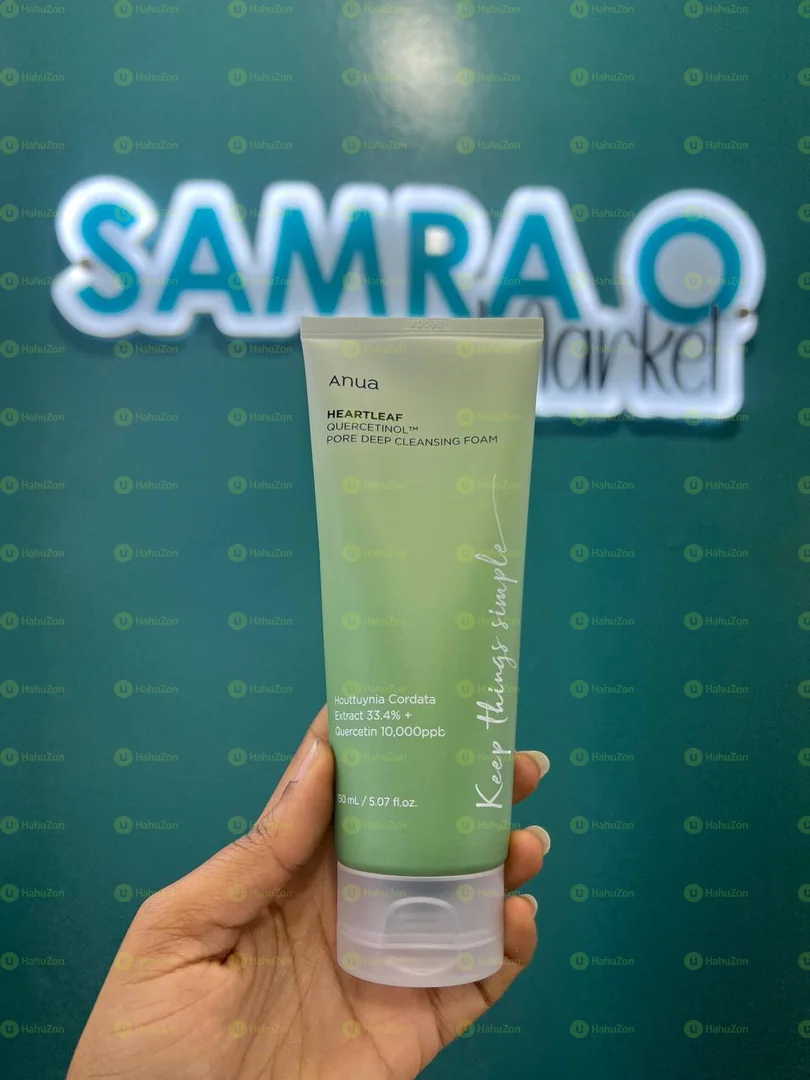 SAMRA O
Market
Anua
HEARTLEAF
QUERCETINOL™
PORE DEEP CLEANSING FOAM
Keep things simple
Houttuynia Cordata
Extract 33.4% +
Quercetin 10,000ppb
150 mL / 5.07 fl.oz.
HahuZon